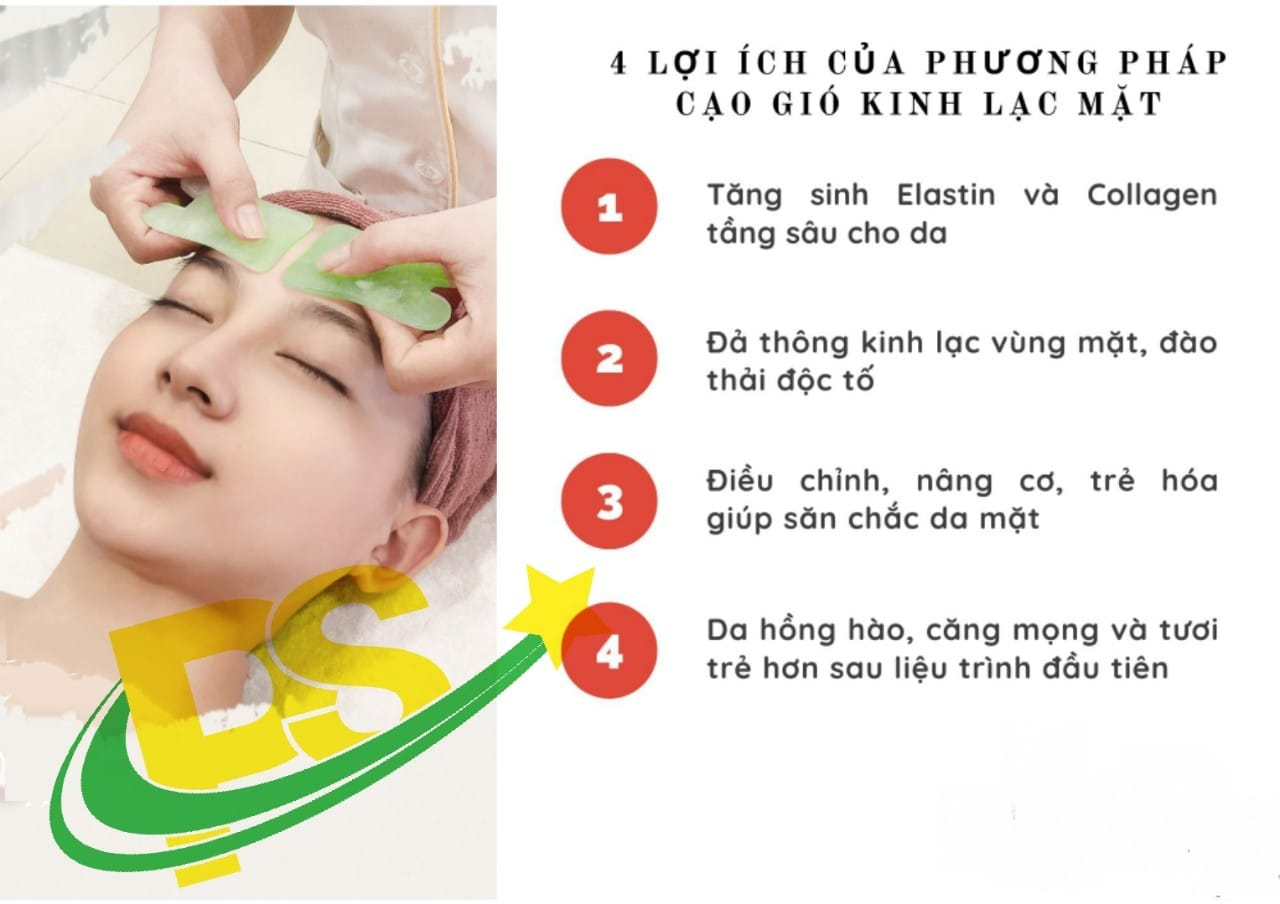 4 LỢI ÍCH CỦA PHƯƠNG PHÁP
CẠO GIÓ KINH LẠC MẶT
1
Tăng sinh Elastin và Collagen
tầng sâu cho da
2
Đả thông kinh lạc vùng mặt, đào
thải độc tố
3
Điều chỉnh, nâng cơ, trẻ hóa
giúp săn chắc da mặt
4
Da hồng hào, căng mọng và tươi
trẻ hơn sau liệu trình đầu tiên
PS